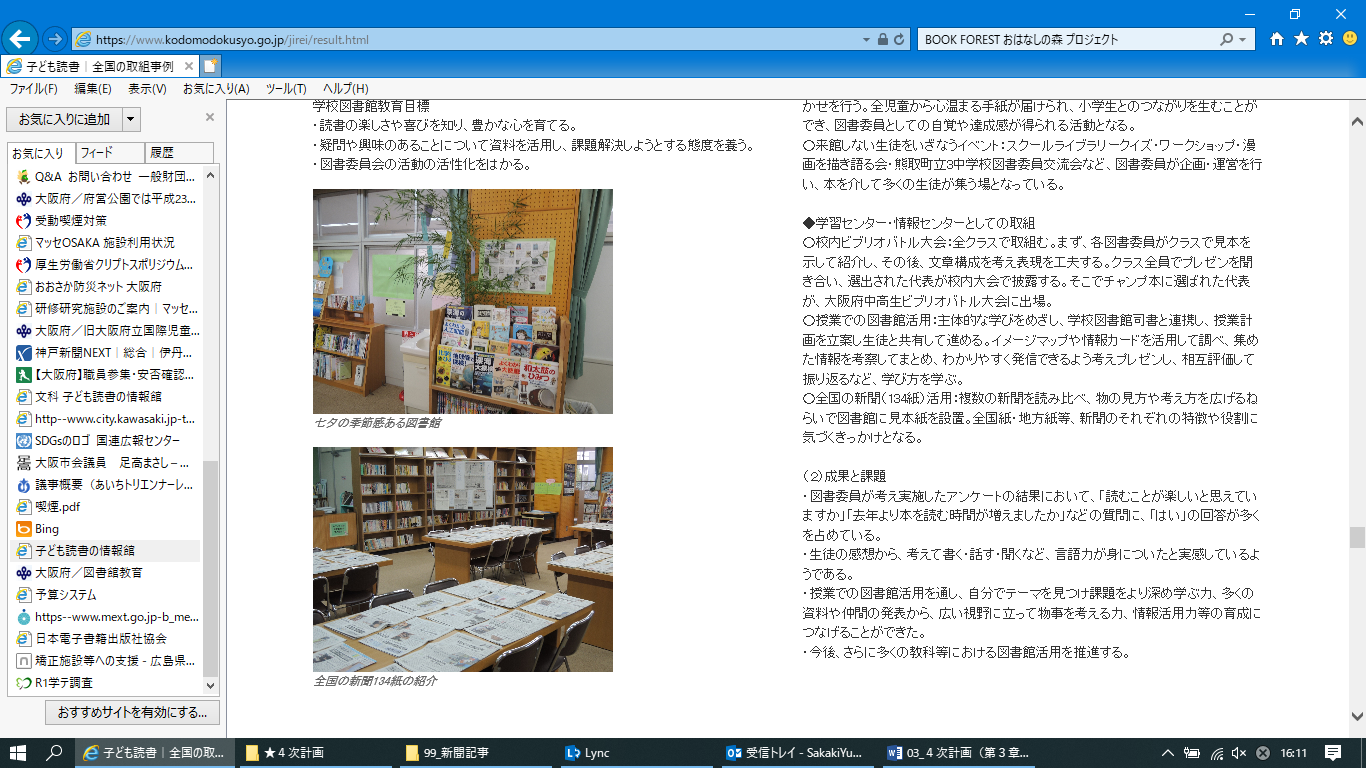 https://www.kodomodokusyo.go.jp/jirei/result.html
BOOK FOREST おはなしの森 プロジェクト
子ども読書｜全国の取組事例
ファイル(F) 編集(E) 表示(V) お気に入り(A) ツール(T) ヘルプ(H)
お気に入りに追加
お気に入り フィード 履歴
Q&A お問い合わせ 一般財団...
大阪府／府営公園では平成23...
受動喫煙対策
マッセOSAKA 施設利用状況
厚生労働省クリプトスポリジウム...
おおさか防災ネット 大阪府
研修研究施設のご案内｜マッセ...
大阪府／旧大阪府立国際児童...
神戸新聞NEXT｜総合｜伊丹...
【大阪府】職員参集・安否確認...
文科 子ども読書の情報館
http--www.city.kawasaki.jp-t...
SDGsのロゴ 国連広報センター
大阪市会議員　足高まさし－...
議事概要（あいちトリエンナーレ...
喫煙.pdf
Bing
子ども読書の情報館
大阪府／図書館教育
予算システム
https--www.mext.go.jp-b_me...
日本電子書籍出版社協会
矯正施設等への支援 - 広島県...
R1学テ調査
おすすめサイトを有効にする...
学校図書館教育目標
・読書の楽しさや喜びを知り、豊かな心を育てる。
・疑問や興味のあることについて資料を活用し、課題解決しようとする態度を養う。
・図書委員会の活動の活性化をはかる。
和太鼓のひみつ
七夕の季節感ある図書館
全国の新聞134紙の紹介
かせを行う。全児童から心温まる手紙が届けられ、小学生とのつながりを生むことが
でき、図書委員としての自覚や達成感が得られる活動となる。
○来館しない生徒をいざなうイベント：スクールライブラリークイズ・ワークショップ・漫
画を描き語る会・熊取町立3中学校図書委員交流会など、図書委員が企画・運営を行
い、本を介して多くの生徒が集う場となっている。
◆学習センター・情報センターとしての取組
○校内ビブリオバトル大会：全クラスで取組む。まず、各図書委員がクラスで見本を
示して紹介し、その後、文章構成を考え表現を工夫する。クラス全員でプレゼンを聞
き合い、選出された代表が校内大会で披露する。そこでチャンプ本に選ばれた代表
が、大阪府中高生ビブリオバトル大会に出場。
○授業での図書館活用：主体的な学びをめざし、学校図書館司書と連携し、授業計
画を立案し生徒と共有して進める。イメージマップや情報カードを活用して調べ、集め
た情報を考察してまとめ、わかりやすく発信できるよう考えプレゼンし、相互評価して
振り返るなど、学び方を学ぶ。
○全国の新聞（134紙）活用：複数の新聞を読み比べ、物の見方や考え方を広げるね
らいで図書館に見本紙を設置。全国紙・地方紙等、新聞のそれぞれの特徴や役割に
気づくきっかけとなる。
（２）成果と課題
・図書委員が考え実施したアンケートの結果において、「読むことが楽しいと思えてい
ますか」「去年より本を読む時間が増えましたか」などの質問に、「はい」の回答が多く
を占めている。
・生徒の感想から、考えて書く・話す・聞くなど、言語力が身についたと実感しているよ
うである。
・授業での図書館活用を通し、自分でテーマを見つけ課題をより深め学ぶ力、多くの
資料や仲間の発表から、広い視野に立って物事を考える力、情報活用力等の育成に
つなげることができた。
・今後、さらに多くの教科等における図書館活用を推進する。
子ども読書｜全国の取... ★４次計画 99_新聞記事 Lync 受信トレイ - SakakiYu... 03_４次計画（第３章... 16:11